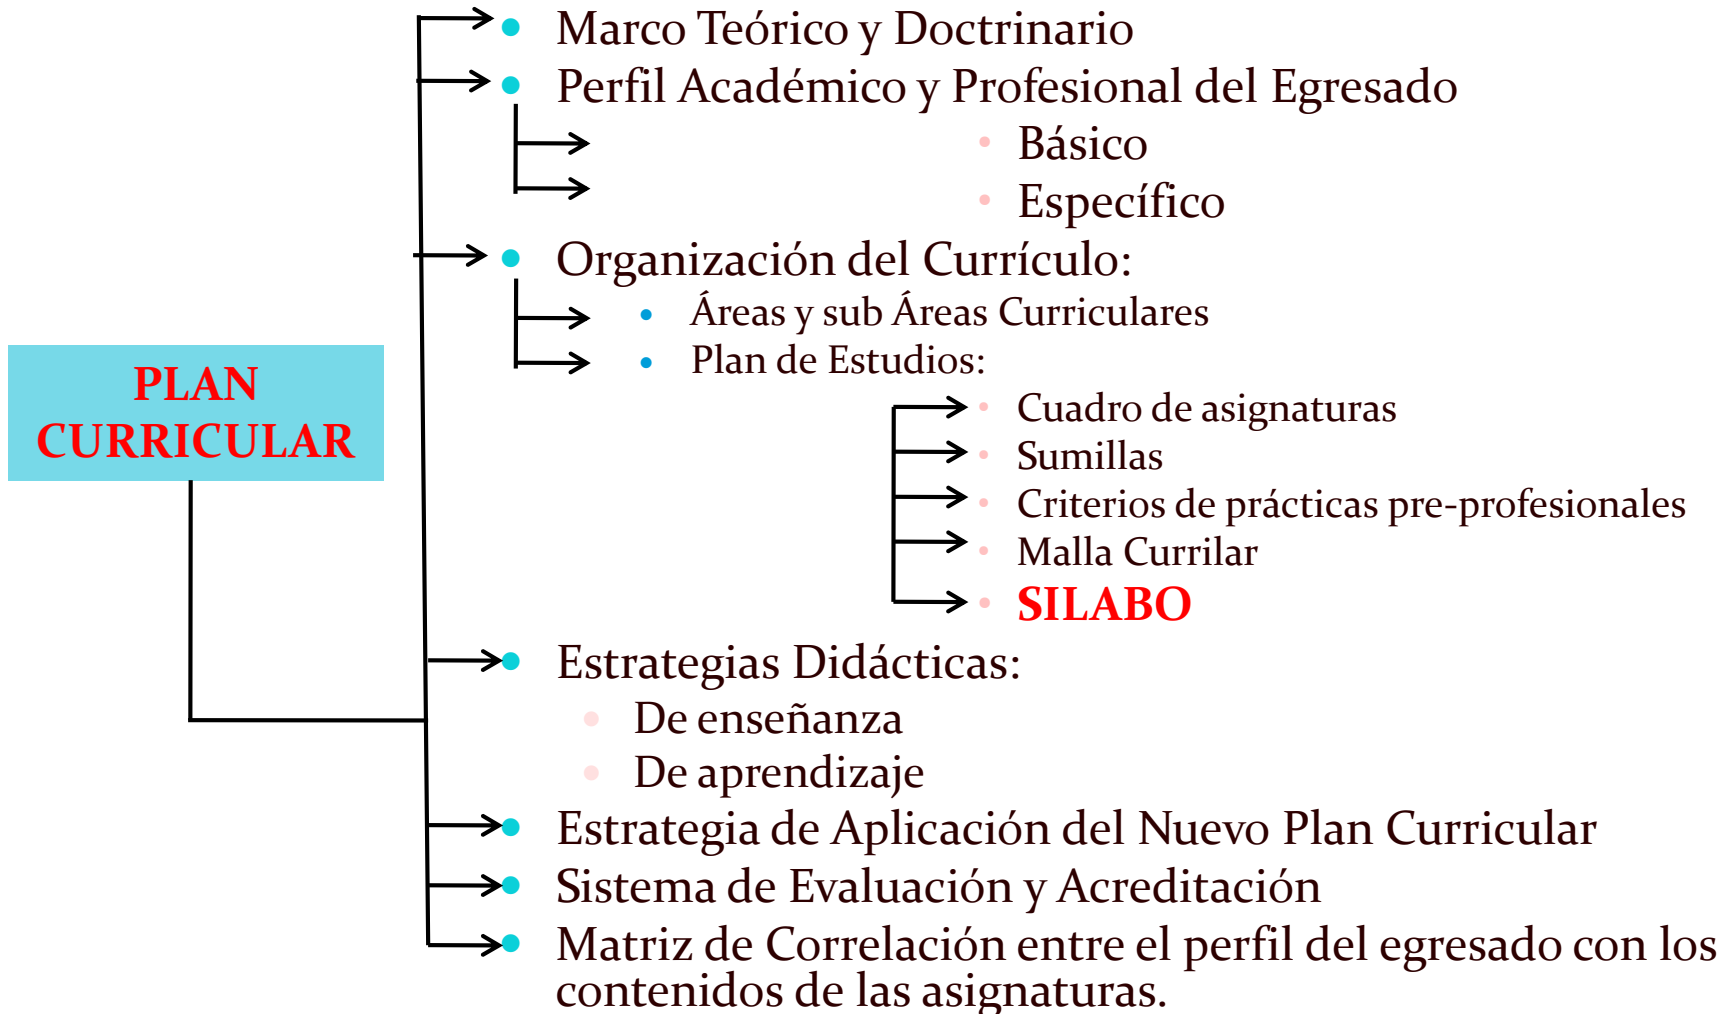 Marco Teórico y Doctrinario
Perfil Académico y Profesional del Egresado
Básico
Específico
Organización del Currículo:
Áreas y sub Áreas Curriculares
Plan de Estudios:
PLAN
CURRICULAR
Cuadro de asignaturas
Sumillas
Criterios de prácticas pre-profesionales
Malla Currilar
SILABO
Estrategias Didácticas:
De enseñanza
De aprendizaje
Estrategia de Aplicación del Nuevo Plan Curricular
Sistema de Evaluación y Acreditación
Matriz de Correlación entre el perfil del egresado con los
contenidos de las asignaturas.